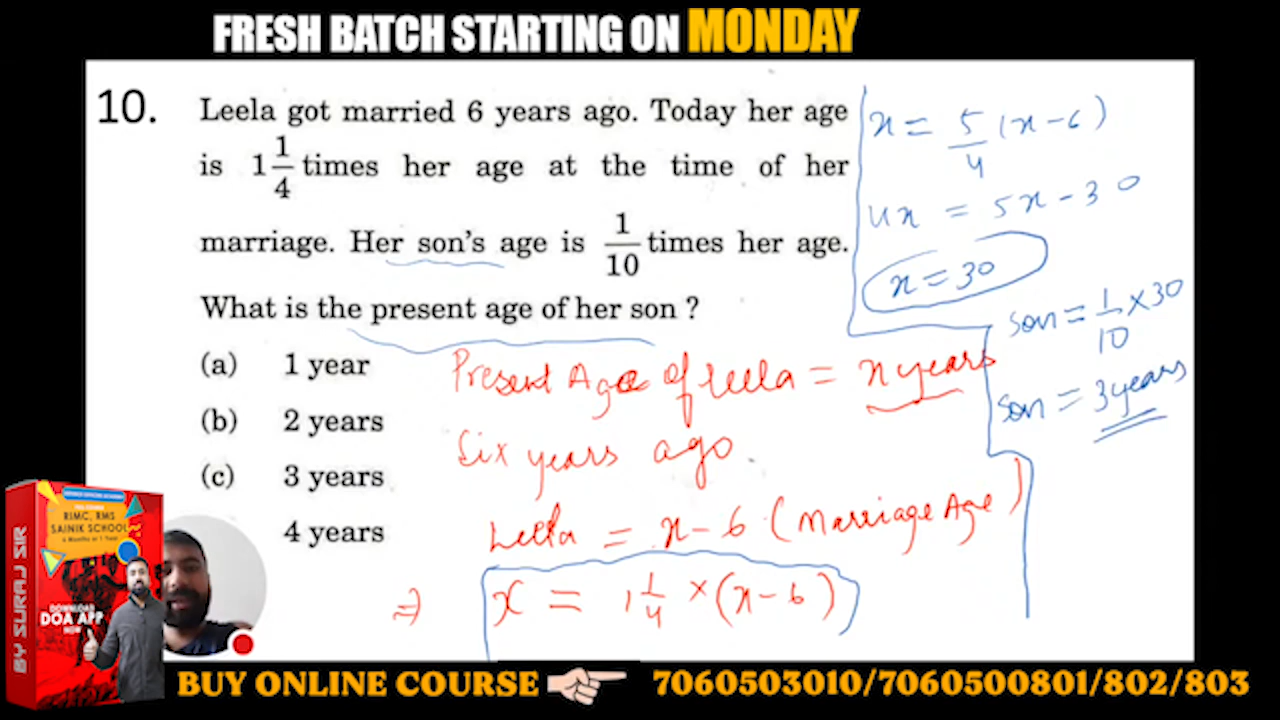 FRESH BATCH STARTING ON MONDAY
10. Leela got married 6 years ago. Today her age
is 1 1/4 times her age at the time of her
marriage. Her son's age is 1/10 times her age.
What is the present age of her son ?
(a) 1 year
(b) 2 years
(c) 3 years
4 years
x = 5/4 (x-6)
4x = 5x-30
x = 30
son = 1/10 × 30
son = 3 years
Present Age of leela = x years
Six years ago
Leela = x - 6 (Marriage Age)
⇒ x = 1 1/4 × (x-6)
RIMC, RMS
SAINIK SCHOOL
6 Months or 1 Year
DOWNLOAD
DOA APP
NOW
BY SURAJ SIR
BUY ONLINE COURSE 7060503010/7060500801/802/803